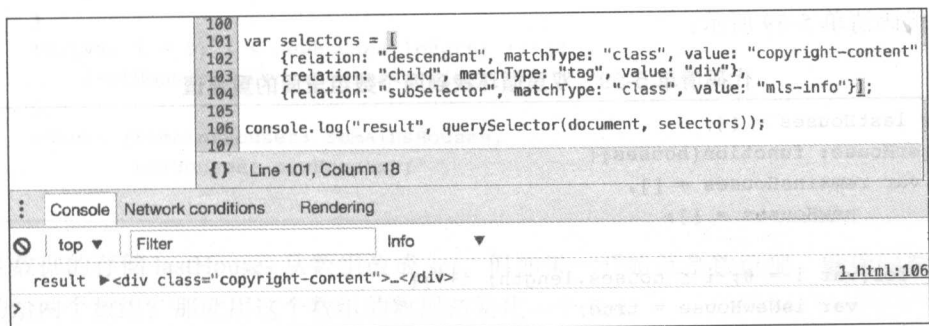 100
101 var selectors = [
102 {relation: "descendant", matchType: "class", value: "copyright-content"
103 {relation: "child", matchType: "tag", value: "div"},
104 {relation: "subSelector", matchType: "class", value: "mls-info"}];
105
106 console.log("result", querySelector(document, selectors));
107
{} Line 101, Column 18
Console Network conditions Rendering
top ▼ Filter Info ▼
result ▶<div class="copyright-content">…</div> 1.html:106
>